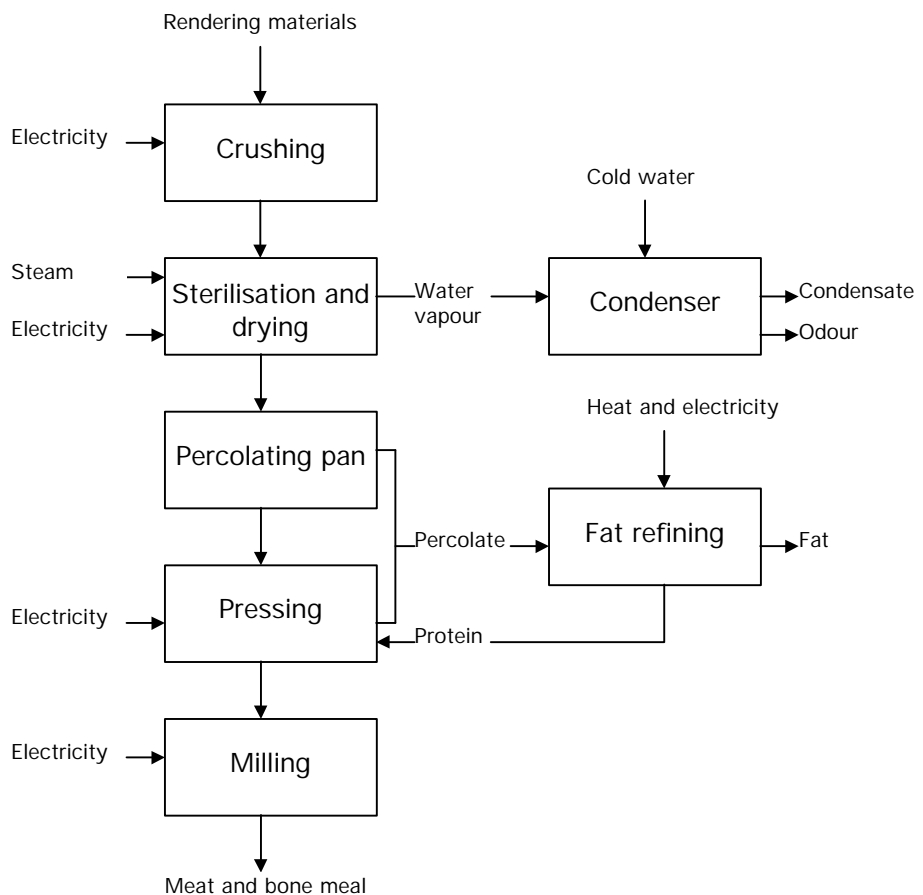 Rendering materials
Electricity
Crushing
Cold water
Steam
Electricity
Sterilisation and
drying
Water
vapour
Condenser
Condensate
Odour
Heat and electricity
Percolating pan
Percolate
Fat refining
Fat
Electricity
Pressing
Protein
Electricity
Milling
Meat and bone meal